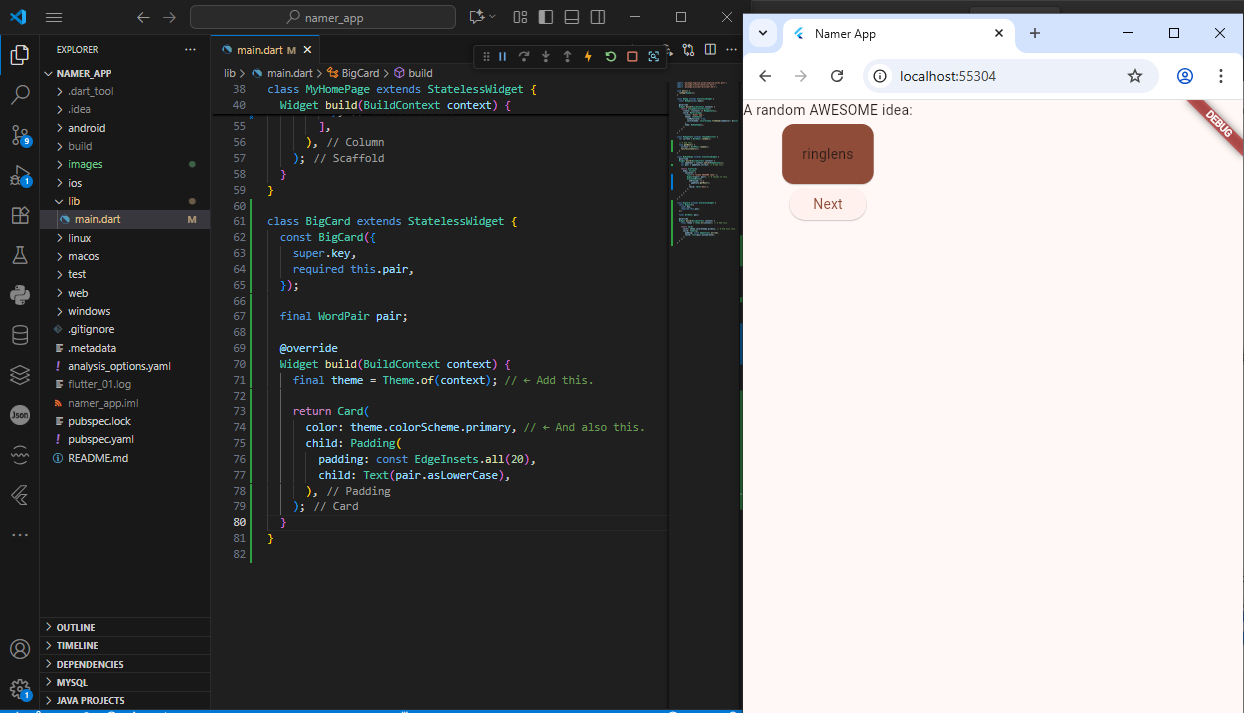 namer_app
EXPLORER
NAMER_APP
.dart_tool
.idea
android
build
images
ios
lib
main.dart M
linux
macos
test
web
windows
.gitignore
.metadata
analysis_options.yaml
flutter_01.log
namer_app.iml
pubspec.lock
pubspec.yaml
README.md
OUTLINE
TIMELINE
DEPENDENCIES
MYSQL
JAVA PROJECTS
9
1
Json
1
main.dart M
lib > main.dart > BigCard > build
38 class MyHomePage extends StatelessWidget {
40 Widget build(BuildContext context) {
55 ],
56 ), // Column
57 ); // Scaffold
58 }
59 }
60
61 class BigCard extends StatelessWidget {
62 const BigCard({
63 super.key,
64 required this.pair,
65 });
66
67 final WordPair pair;
68
69 @override
70 Widget build(BuildContext context) {
71 final theme = Theme.of(context); // ← Add this.
72
73 return Card(
74 color: theme.colorScheme.primary, // ← And also this.
75 child: Padding(
76 padding: const EdgeInsets.all(20),
77 child: Text(pair.asLowerCase),
78 ), // Padding
79 ); // Card
80 }
81 }
82
Namer App
localhost:55304
A random AWESOME idea:
DEBUG
ringlens
Next